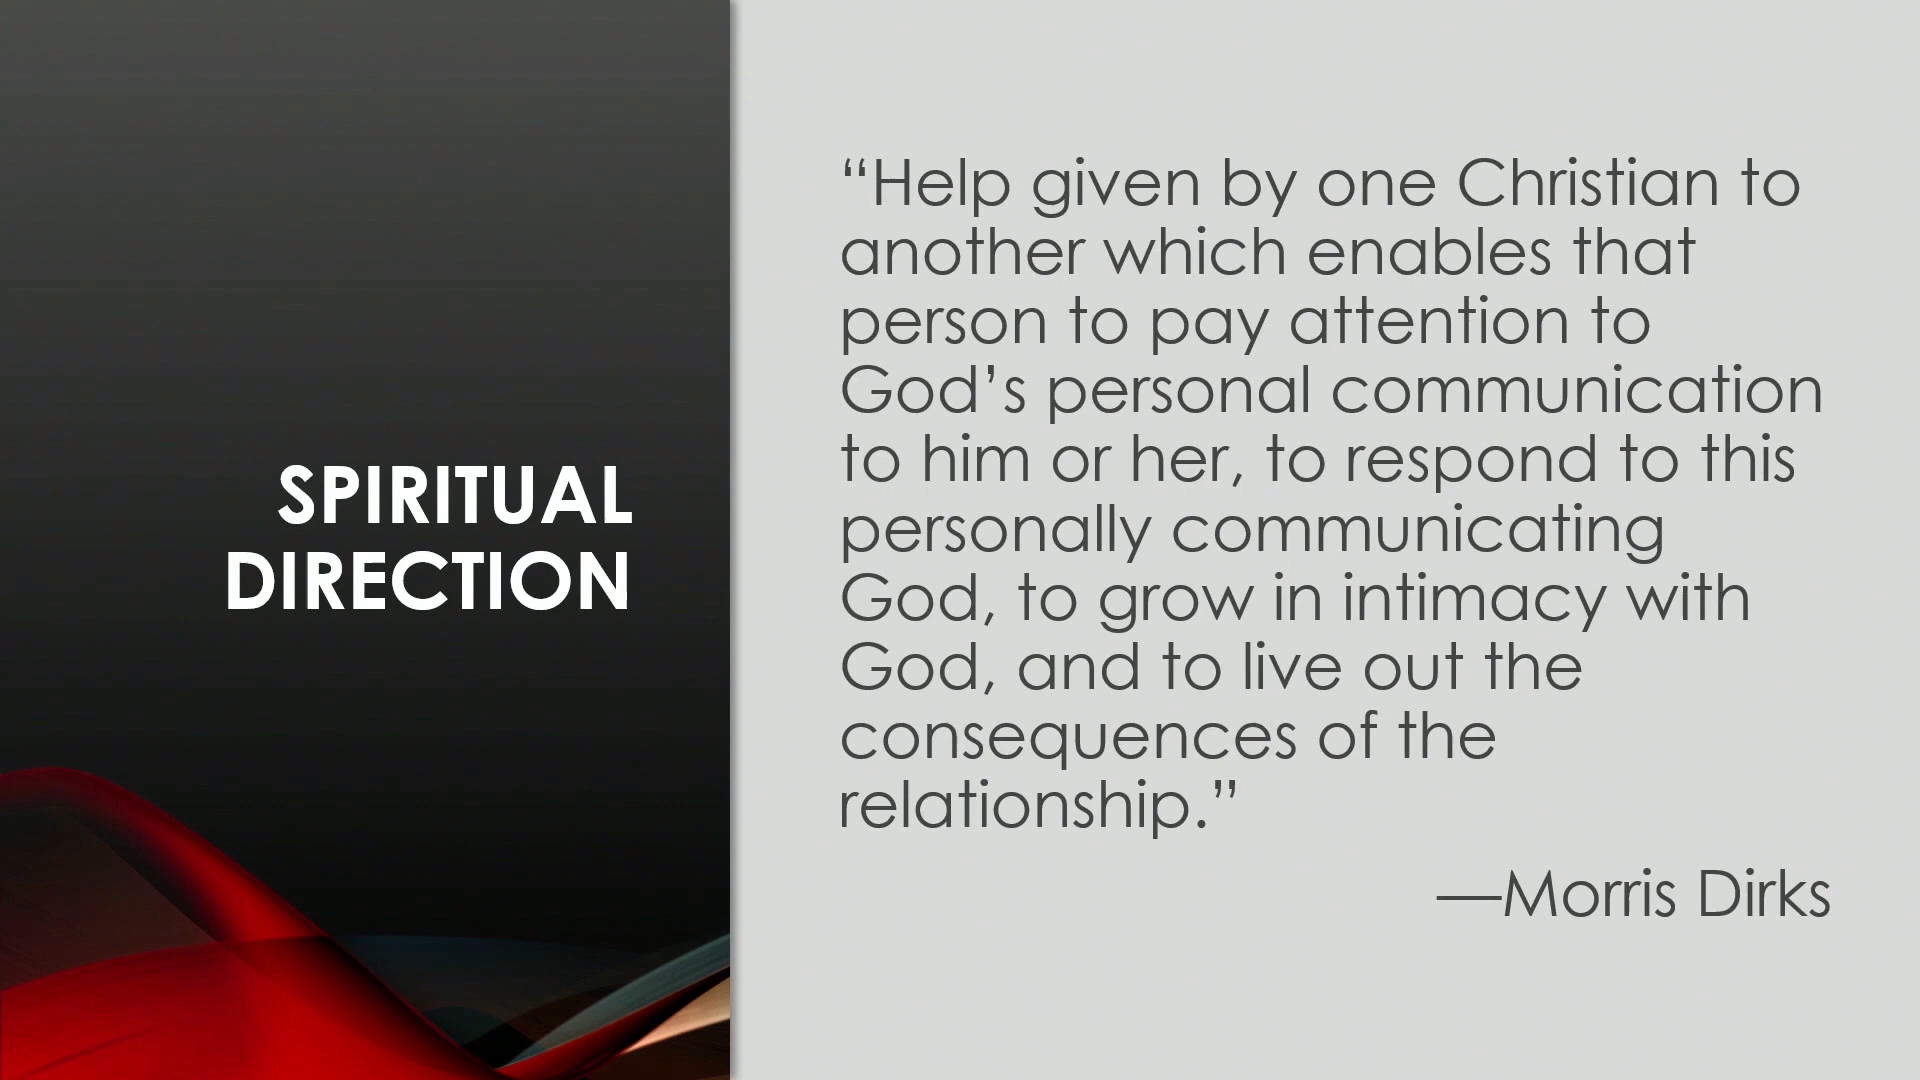 SPIRITUAL
DIRECTION
“Help given by one Christian to
another which enables that
person to pay attention to
God’s personal communication
to him or her, to respond to this
personally communicating
God, to grow in intimacy with
God, and to live out the
consequences of the
relationship.”
—Morris Dirks